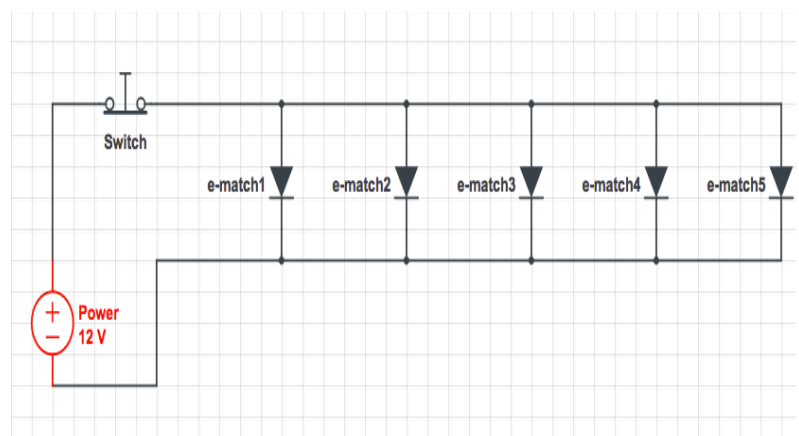 Switch
e-match1
e-match2
e-match3
e-match4
e-match5
+
Power
−
12 V